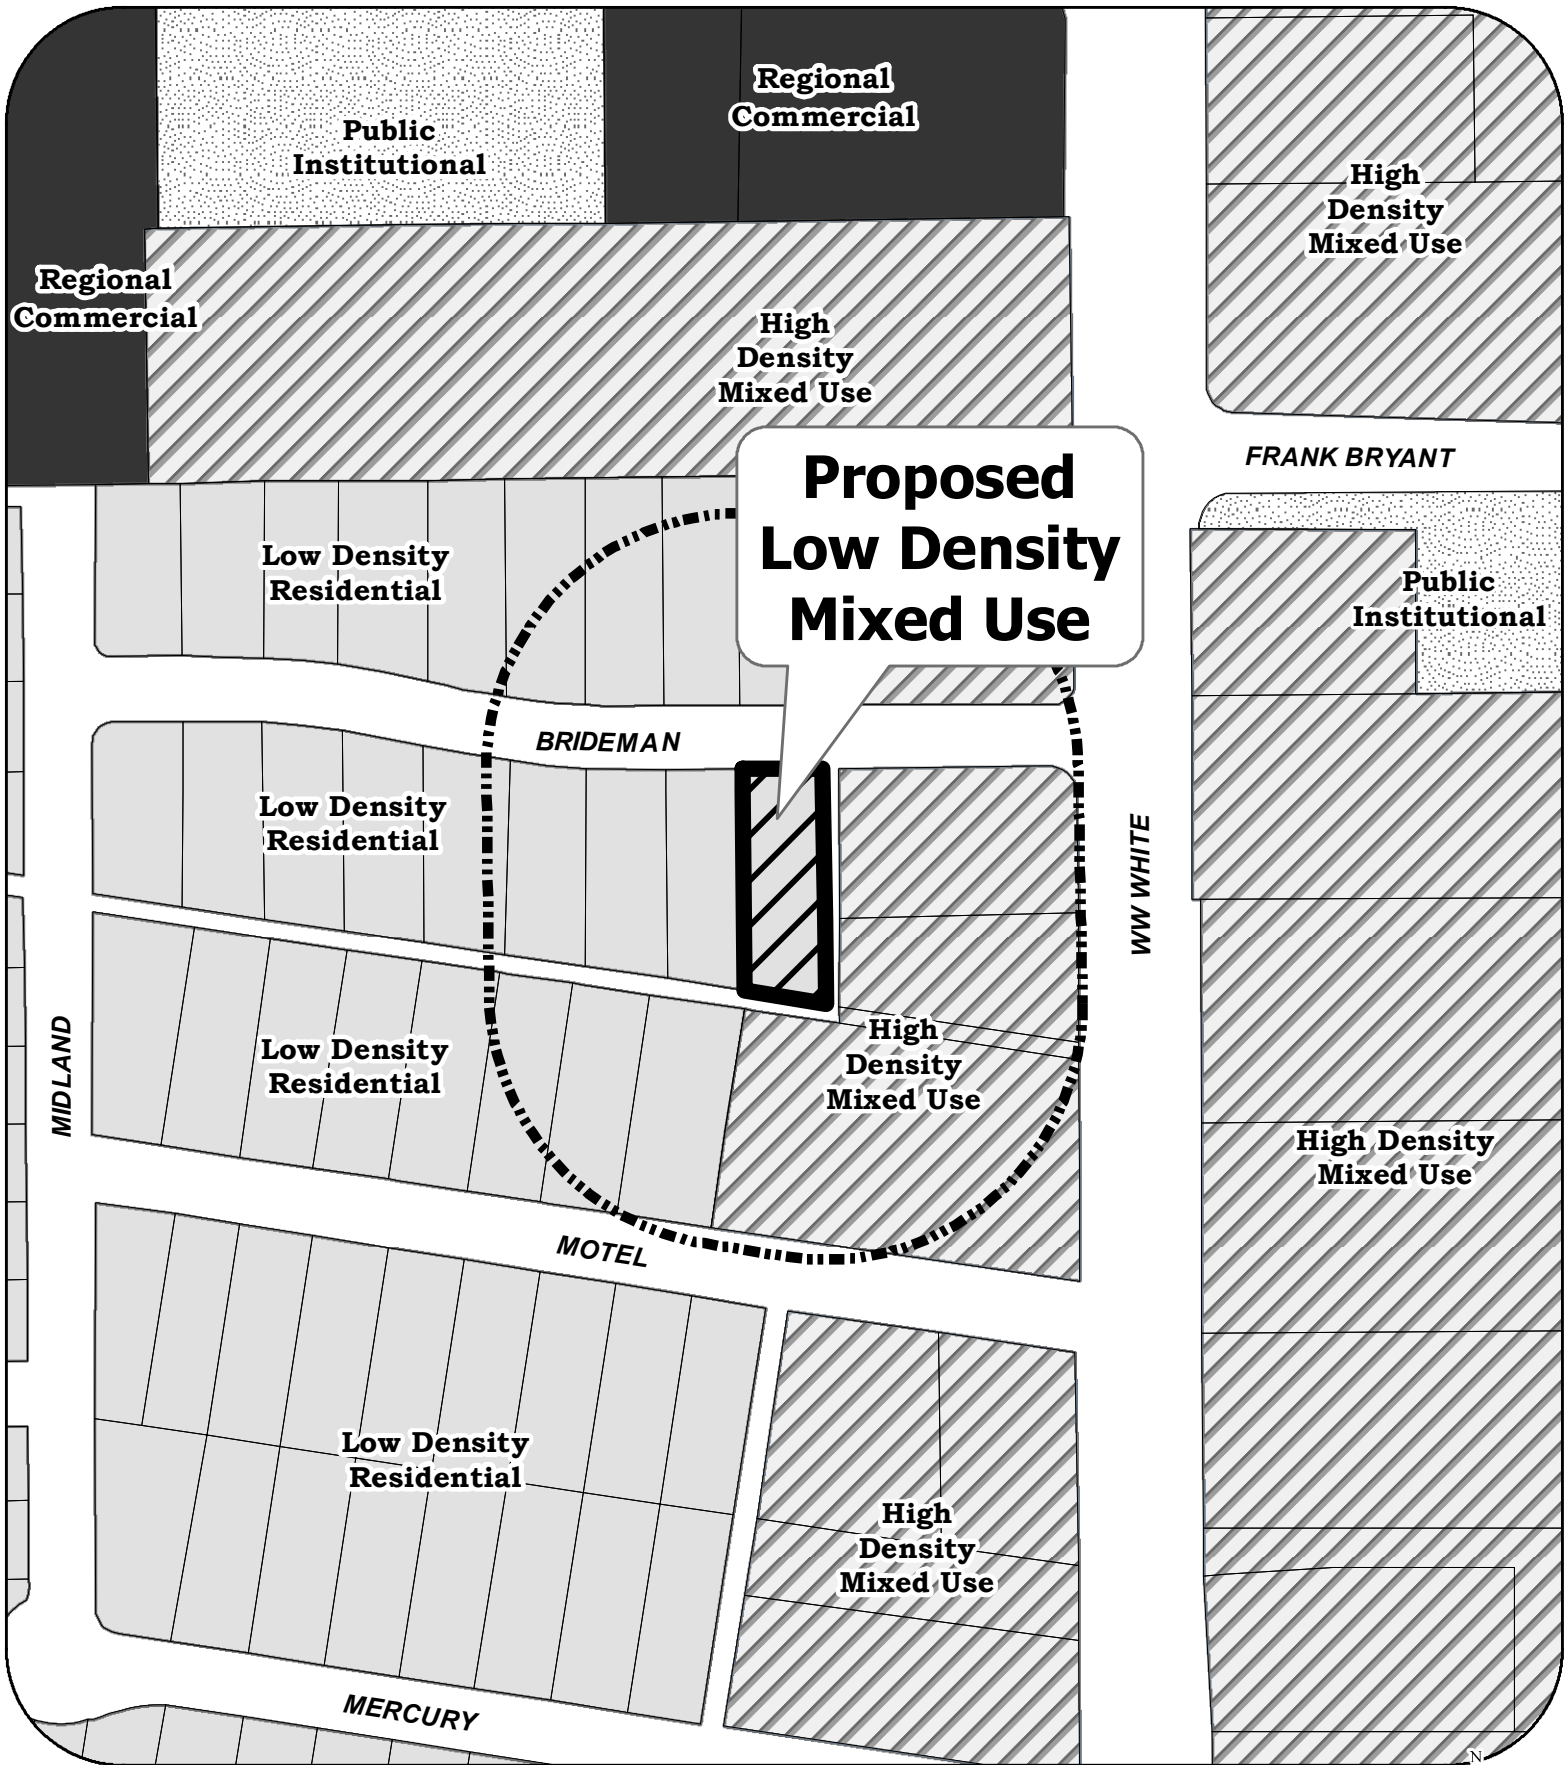 Regional
Commercial
Public
Institutional
High
Density
Mixed Use
Regional
Commercial
High
Density
Mixed Use
FRANK BRYANT
Proposed
Low Density
Mixed Use
Low Density
Residential
Public
Institutional
BRIDEMAN
Low Density
Residential
WW WHITE
MIDLAND
Low Density
Residential
High
Density
Mixed Use
High Density
Mixed Use
MOTEL
Low Density
Residential
High
Density
Mixed Use
MERCURY
N